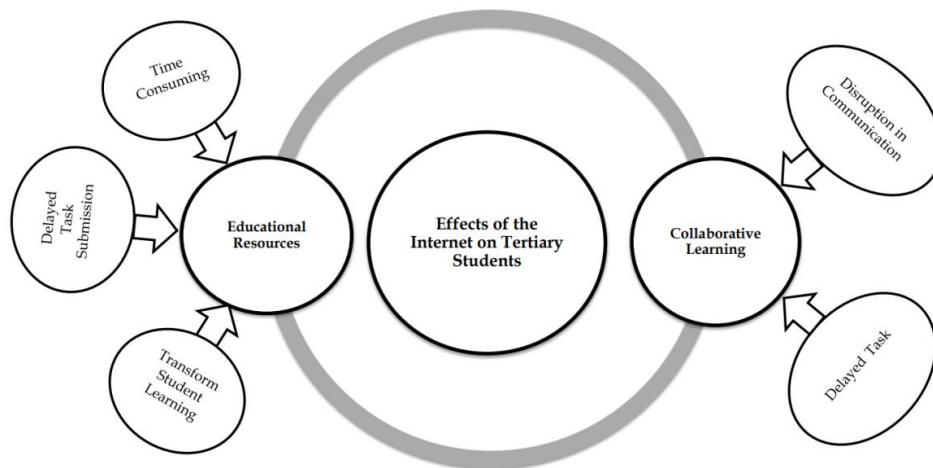 Time
Consuming
Delayed
Task
Submission
Transform
Student
Learning
Educational
Resources
Effects of the
Internet on Tertiary
Students
Collaborative
Learning
Disruption in
Communication
Delayed Task